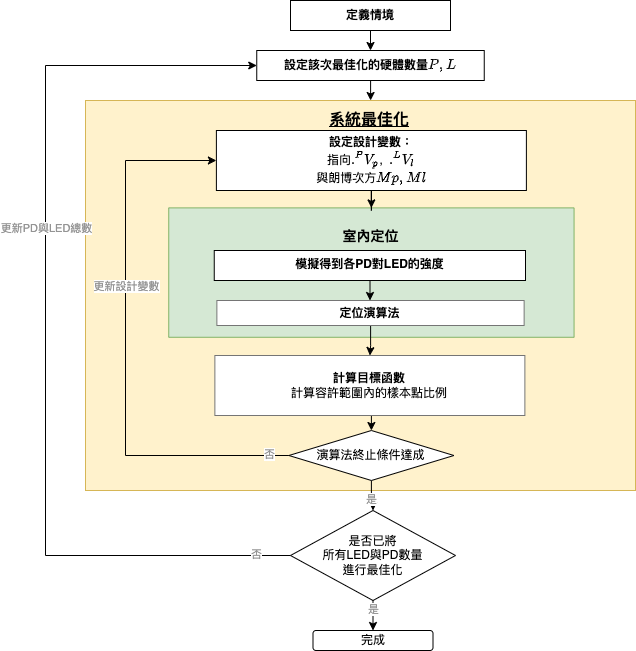 定義情境
設定該次最佳化的硬體數量P, L
系統最佳化
設定設計變數：
指向.ᴾVₚ，.ᴸVₗ
與朗博次方Mp, Ml
更新PD與LED總數
室內定位
模擬得到各PD對LED的強度
更新設計變數
定位演算法
計算目標函數
計算容許範圍內的樣本點比例
否
演算法終止條件達成
是
是否已將
所有LED與PD數量
進行最佳化
否
是
完成